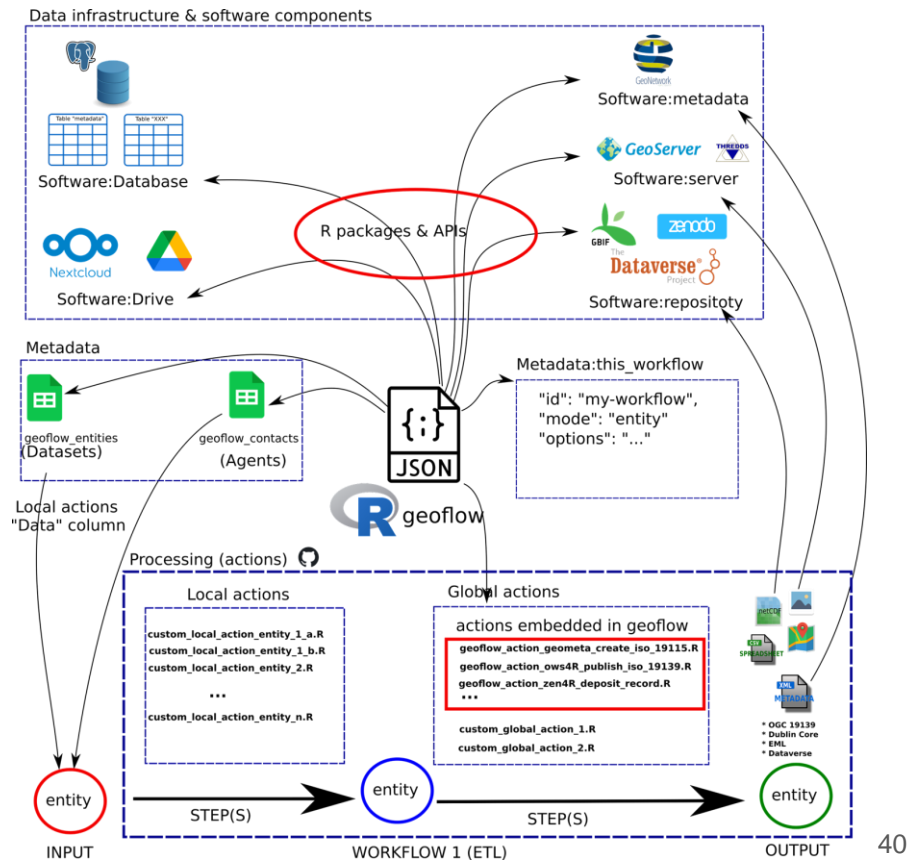 Data infrastructure & software components
GeoNetwork
Software:metadata
Table "metadata"
Table "XXX"
Software:Database
GeoServer
THREDDS
Software:server
R packages & APIs
Nextcloud
Software:Drive
GBIF
zenodo
The
Dataverse®
Project
Software:repositoty
Metadata
geoflow_entities
(Datasets)
geoflow_contacts
(Agents)
{;}
JSON
R geoflow
Metadata:this_workflow
"id": "my-workflow",
"mode": "entity"
"options": "..."
Local actions
"Data" column
Processing (actions)
Local actions
custom_local_action_entity_1_a.R
custom_local_action_entity_1_b.R
custom_local_action_entity_2.R
...
custom_local_action_entity_n.R
Global actions
actions embedded in geoflow
geoflow_action_geometa_create_iso_19115.R
geoflow_action_ows4R_publish_iso_19139.R
geoflow_action_zen4R_deposit_record.R
...
custom_global_action_1.R
custom_global_action_2.R
netCDF
CSV
SPREADSHEET
XML
METADATA
* OGC 19139
* Dublin Core
* EML
* Dataverse
entity
STEP(S)
entity
STEP(S)
entity
INPUT
WORKFLOW 1 (ETL)
OUTPUT
40